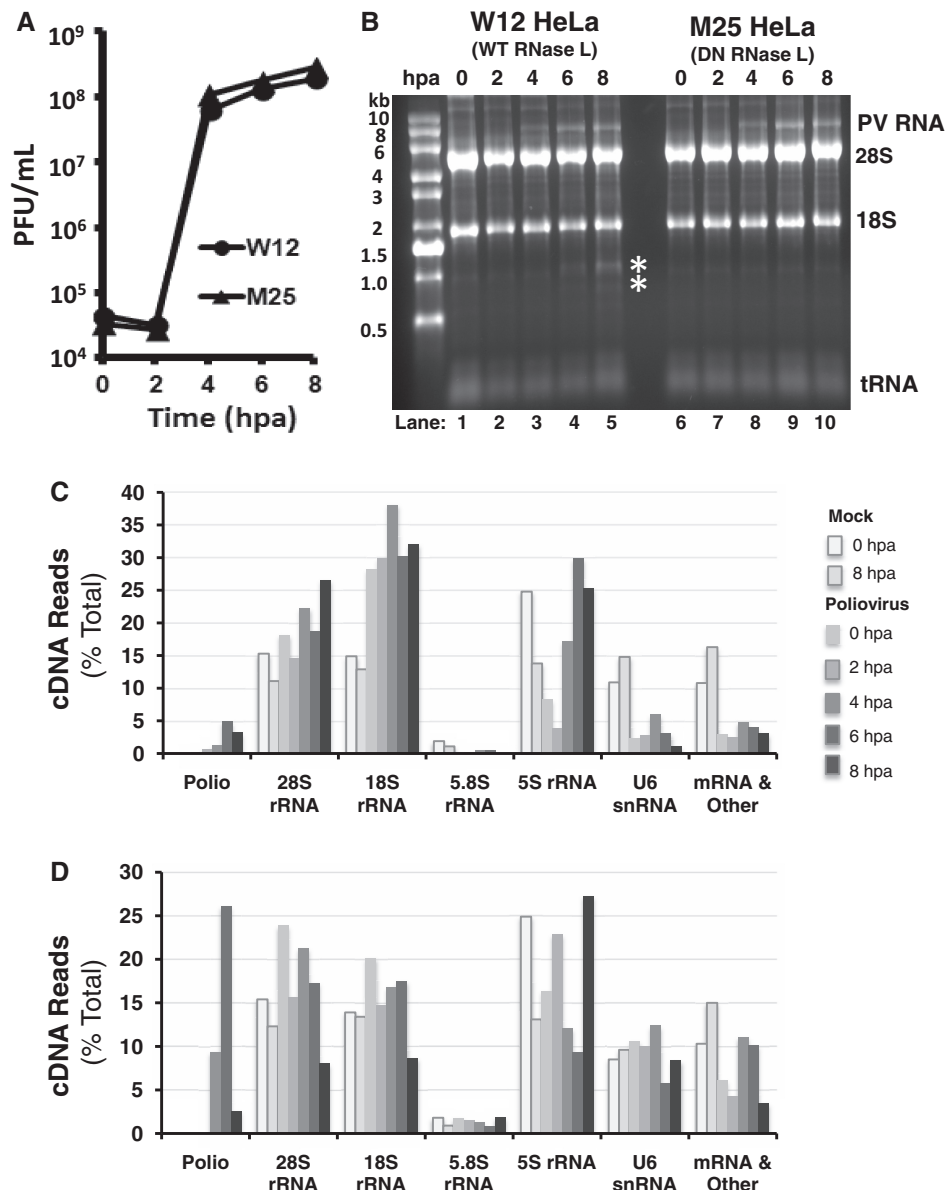 A
PFU/mL
10⁹
10⁸
10⁷
10⁶
10⁵
10⁴
W12
M25
0 2 4 6 8
Time (hpa)
B
W12 HeLa
(WT RNase L)
M25 HeLa
(DN RNase L)
hpa 0 2 4 6 8 0 2 4 6 8
kb
10
8
6
4
3
2
1.5
1.0
0.5
PV RNA
28S
18S
*
*
tRNA
Lane: 1 2 3 4 5 6 7 8 9 10
C
cDNA Reads
(% Total)
40
35
30
25
20
15
10
5
0
Polio 28S rRNA 18S rRNA 5.8S rRNA 5S rRNA U6 snRNA mRNA & Other
Mock
0 hpa
8 hpa
Poliovirus
0 hpa
2 hpa
4 hpa
6 hpa
8 hpa
D
cDNA Reads
(% Total)
30
25
20
15
10
5
0
Polio 28S rRNA 18S rRNA 5.8S rRNA 5S rRNA U6 snRNA mRNA & Other